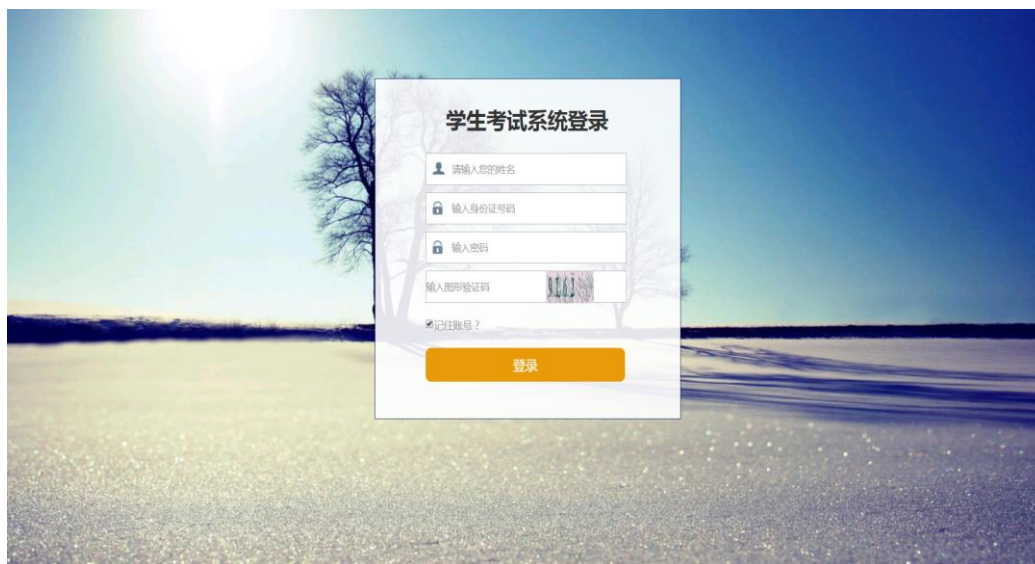 学生考试系统登录
请输入您的姓名
输入身份证号码
输入密码
输入图形验证码
记住账号？
登录